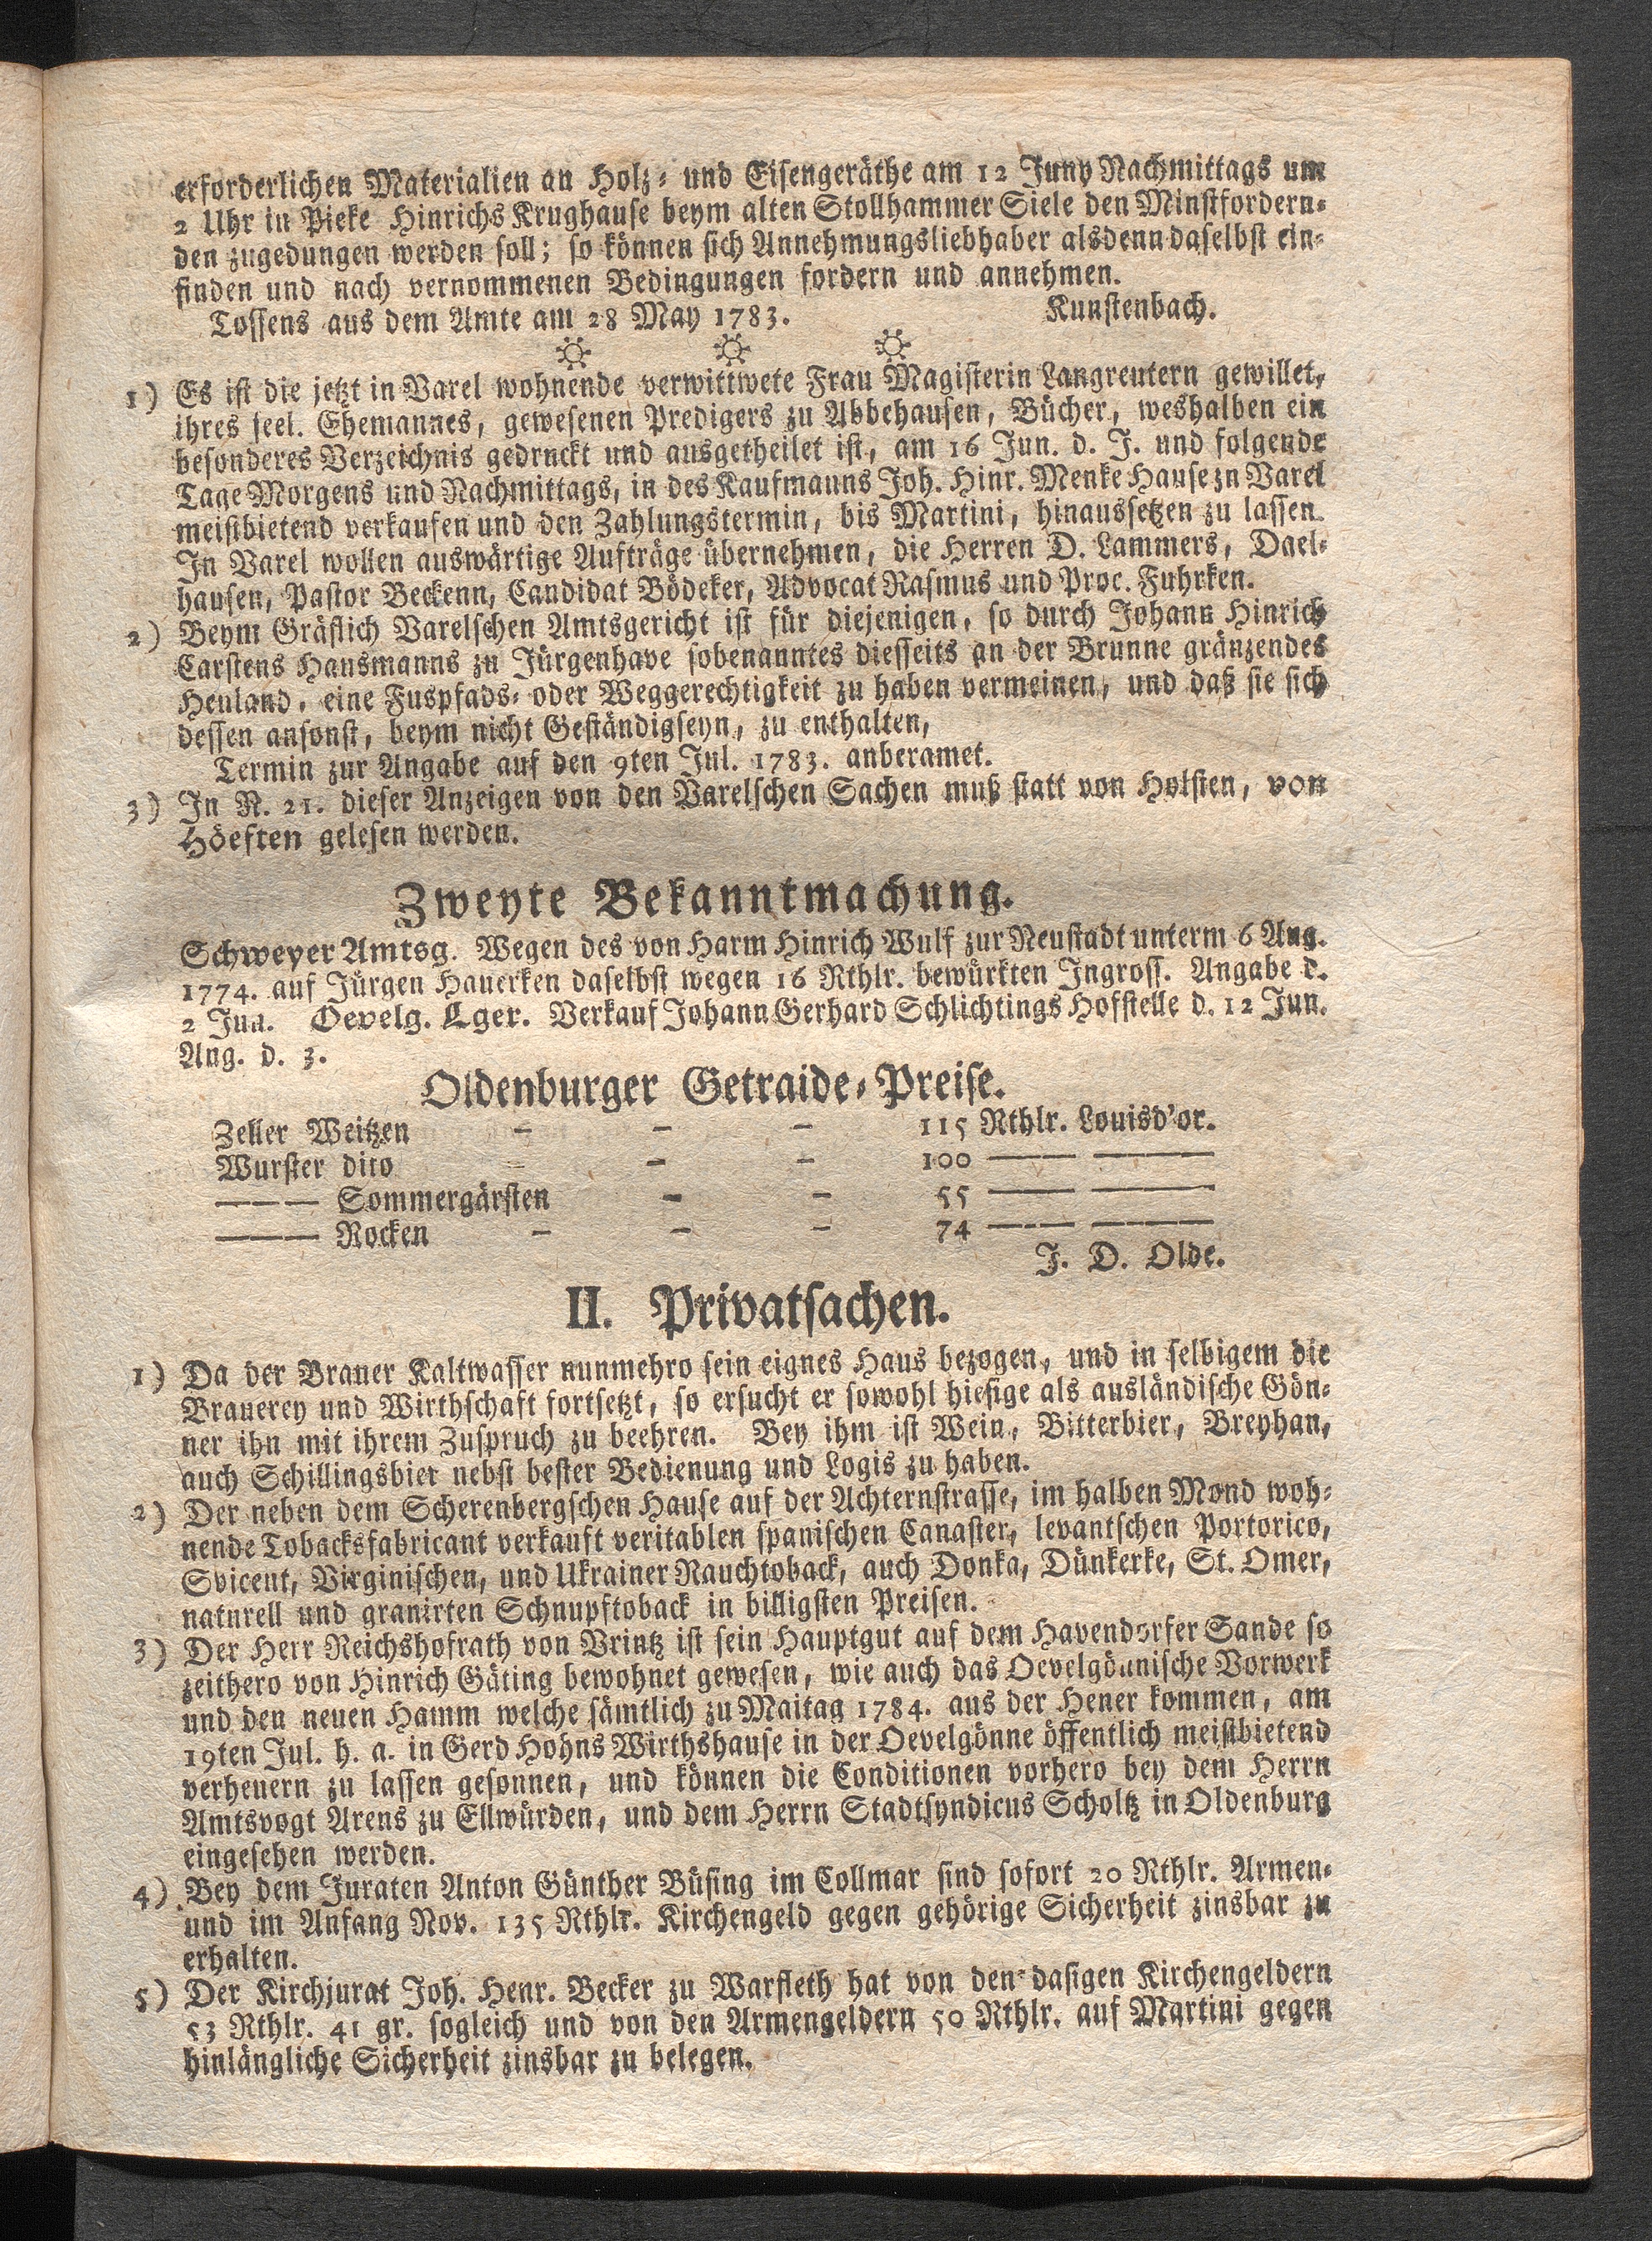 erforderlichen Materialien an Holz- und Eisengeräthe am 12 Juny Nachmittags um
2 Uhr in Pieke Hinrichs Krughause beym alten Stollhammer Siele den Minstfordern-
den zugedungen werden soll; so können sich Annehmungsliebhaber alsdenn daselbst ein-
finden und nach vernommenen Bedingungen fordern und annehmen.
Tossens aus dem Amte am 28 May 1783. Kunstenbach.
1) Es ist die jetzt in Varel wohnende verwittwete Frau Magisterin Langreutern gewillet,
ihres seel. Ehemannes, gewesenen Predigers zu Abbehausen, Bücher, weshalben ein
besonderes Verzeichnis gedruckt und ausgetheilet ist, am 16 Jun. d. J. und folgende
Tage Morgens und Nachmittags, in des Kaufmanns Joh. Hinr. Menke Hause zu Varel
meistbietend verkaufen und den Zahlungstermin, bis Martini, hinaussetzen zu lassen.
In Varel wollen auswärtige Aufträge übernehmen, die Herren D. Lammers, Dael-
hausen, Pastor Beckenn, Candidat Bödeker, Advocat Rasmus und Proc. Fuhrken.
2) Beym Gräflich Varelschen Amtsgericht ist für diejenigen, so durch Johann Hinrich
Carstens Hausmanns zu Jürgenhave sobenanntes diesseits an der Brunne gränzendes
Heuland, eine Fuspfads- oder Weggerechtigkeit zu haben vermeinen, und daß sie sich
dessen ansonst, beym nicht Geständigseyn, zu enthalten,
Termin zur Angabe auf den 9ten Jul. 1783. anberamet.
3) In N. 21. dieser Anzeigen von den Varelschen Sachen muß statt von Holsten, von
Höeften gelesen werden.
Zweyte Bekanntmachung.
Schweyer Amtsg. Wegen des von Harm Hinrich Wulf zur Neustadt unterm 6 Aug.
1774. auf Jürgen Hauerken daselbst wegen 16 Rthlr. bewürkten Ingross. Angabe d.
2 Jun. Oevelg. Lger. Verkauf Johann Gerhard Schlichtings Hofstelle d. 12 Jun.
Ang. d. 3.
Oldenburger Getraide-Preise.
Zeller Weitzen - - - 115 Rthlr. Louisd'or.
Wurster dito - - - 100 —— ——
——— Sommergärsten - - 55 —— ——
——— Rocken - - - 74 —— ——
J. D. Olde.
II. Privatsachen.
1) Da der Brauer Kaltwasser nunmehro sein eignes Haus bezogen, und in selbigem die
Brauerey und Wirthschaft fortsetzt, so ersucht er sowohl hiesige als ausländische Gön-
ner ihn mit ihrem Zuspruch zu beehren. Bey ihm ist Wein, Bitterbier, Breyhan,
auch Schillingsbier nebst bester Bedienung und Logis zu haben.
2) Der neben dem Scherenbergschen Hause auf der Achternstrasse, im halben Mond woh-
nende Tobacksfabricant verkauft veritablen spanischen Canaster, levantschen Portorico,
Svicent, Virginischen, und Ukrainer Rauchtoback, auch Donka, Dünkerke, St. Omer,
naturell und granirten Schnupftoback in billigsten Preisen.
3) Der Herr Reichshofrath von Vrintz ist sein Hauptgut auf dem Havendorfer Sande so
zeithero von Hinrich Gäting bewohnet gewesen, wie auch das Oevelgönnische Vorwerk
und den neuen Hamm welche sämtlich zu Maitag 1784. aus der Heuer kommen, am
19ten Jul. h. a. in Gerd Hohns Wirthshause in der Oevelgönne öffentlich meistbietend
verheuern zu lassen gesonnen, und können die Conditionen vorhero bey dem Herrn
Amtsvogt Arens zu Ellwürden, und dem Herrn Stadtsyndicus Scholtz in Oldenburg
eingesehen werden.
4) Bey dem Juraten Anton Günther Büsing im Collmar sind sofort 20 Rthlr. Armen-
und im Anfang Nov. 135 Rthlr. Kirchengeld gegen gehörige Sicherheit zinsbar zu
erhalten.
5) Der Kirchjurat Joh. Henr. Becker zu Warfleth hat von den dasigen Kirchengeldern
53 Rthlr. 41 gr. sogleich und von den Armengeldern 50 Rthlr. auf Martini gegen
hinlängliche Sicherheit zinsbar zu belegen.